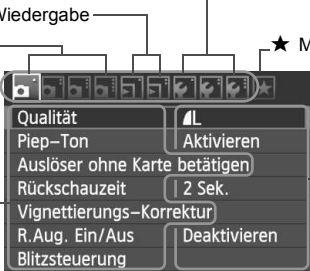 Wiedergabe
★ M
Qualität L
Piep-Ton Aktivieren
Auslöser ohne Karte betätigen
Rückschauzeit 2 Sek.
Vignettierungs-Korrektur
R.Aug. Ein/Aus Deaktivieren
Blitzsteuerung